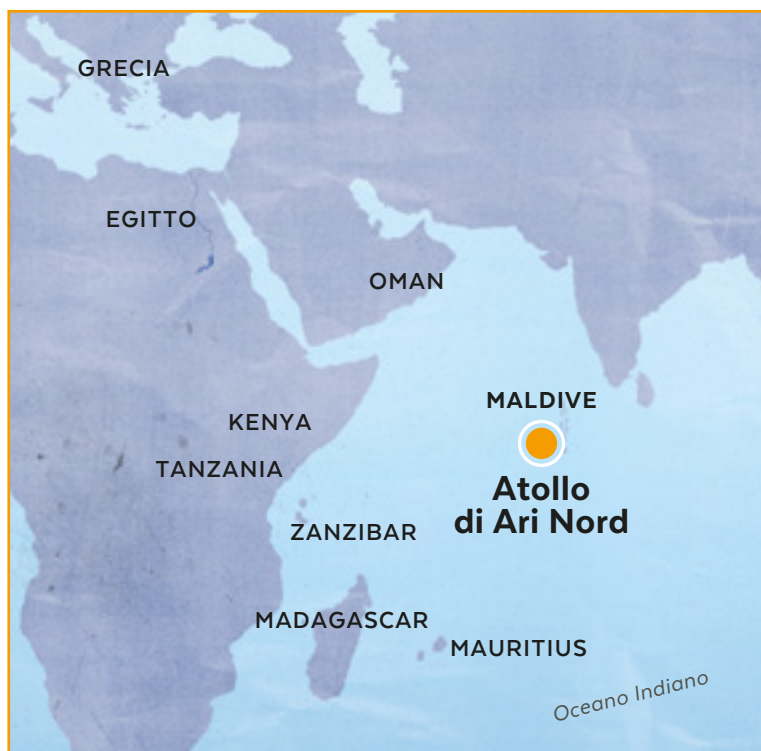 GRECIA
EGITTO
OMAN
MALDIVE
KENYA
TANZANIA
Atollo
di Ari Nord
ZANZIBAR
MADAGASCAR
MAURITIUS
Oceano Indiano